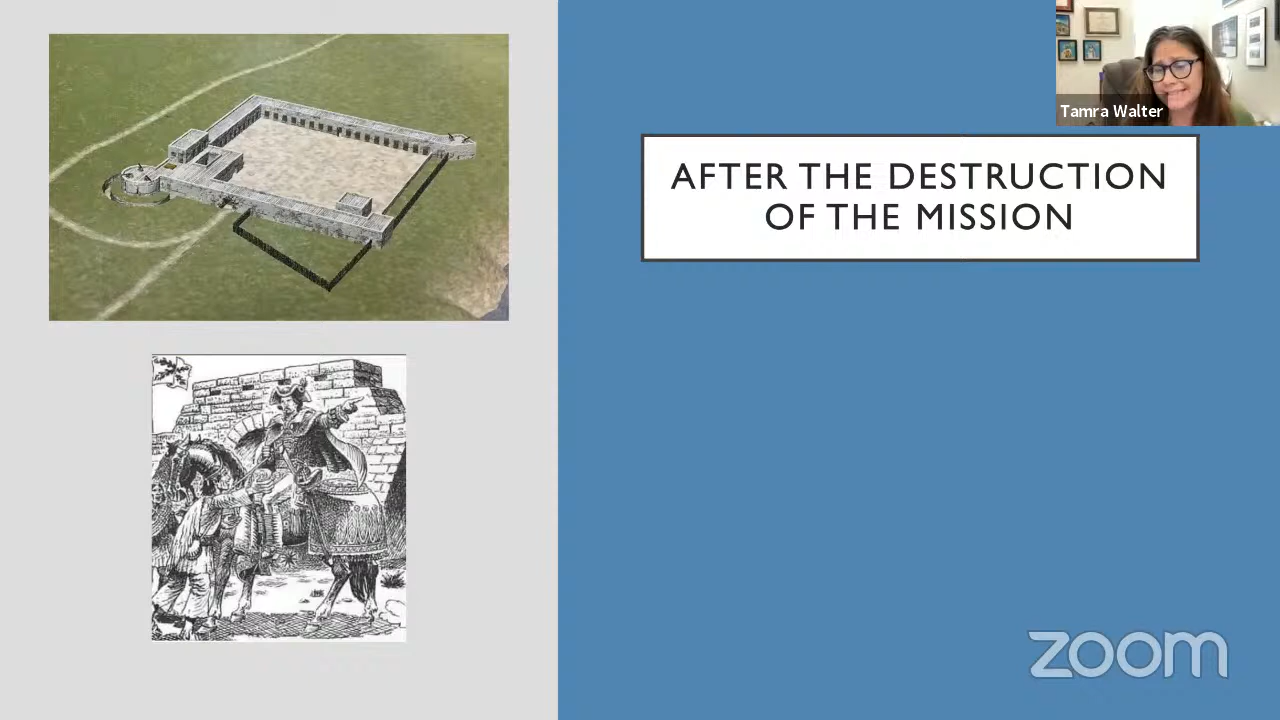 Tamra Walter
AFTER THE DESTRUCTION
OF THE MISSION
zoom